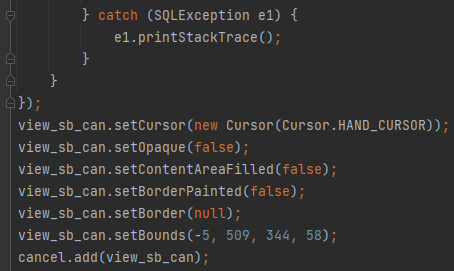 } catch (SQLException e1) {
e1.printStackTrace();
}
}
});
view_sb_can.setCursor(new Cursor(Cursor.HAND_CURSOR));
view_sb_can.setOpaque(false);
view_sb_can.setContentAreaFilled(false);
view_sb_can.setBorderPainted(false);
view_sb_can.setBorder(null);
view_sb_can.setBounds(-5, 509, 344, 58);
cancel.add(view_sb_can);